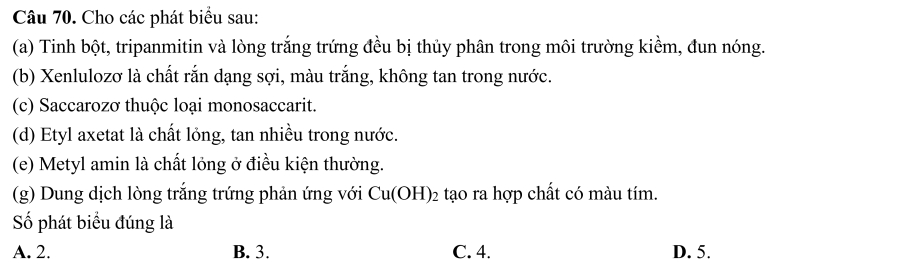 Câu 70. Cho các phát biểu sau:
(a) Tinh bột, tripanmitin và lòng trắng trứng đều bị thủy phân trong môi trường kiềm, đun nóng.
(b) Xenlulozơ là chất rắn dạng sợi, màu trắng, không tan trong nước.
(c) Saccarozơ thuộc loại monosaccarit.
(d) Etyl axetat là chất lỏng, tan nhiều trong nước.
(e) Metyl amin là chất lỏng ở điều kiện thường.
(g) Dung dịch lòng trắng trứng phản ứng với Cu(OH)₂ tạo ra hợp chất có màu tím.
Số phát biểu đúng là
A. 2. B. 3. C. 4. D. 5.